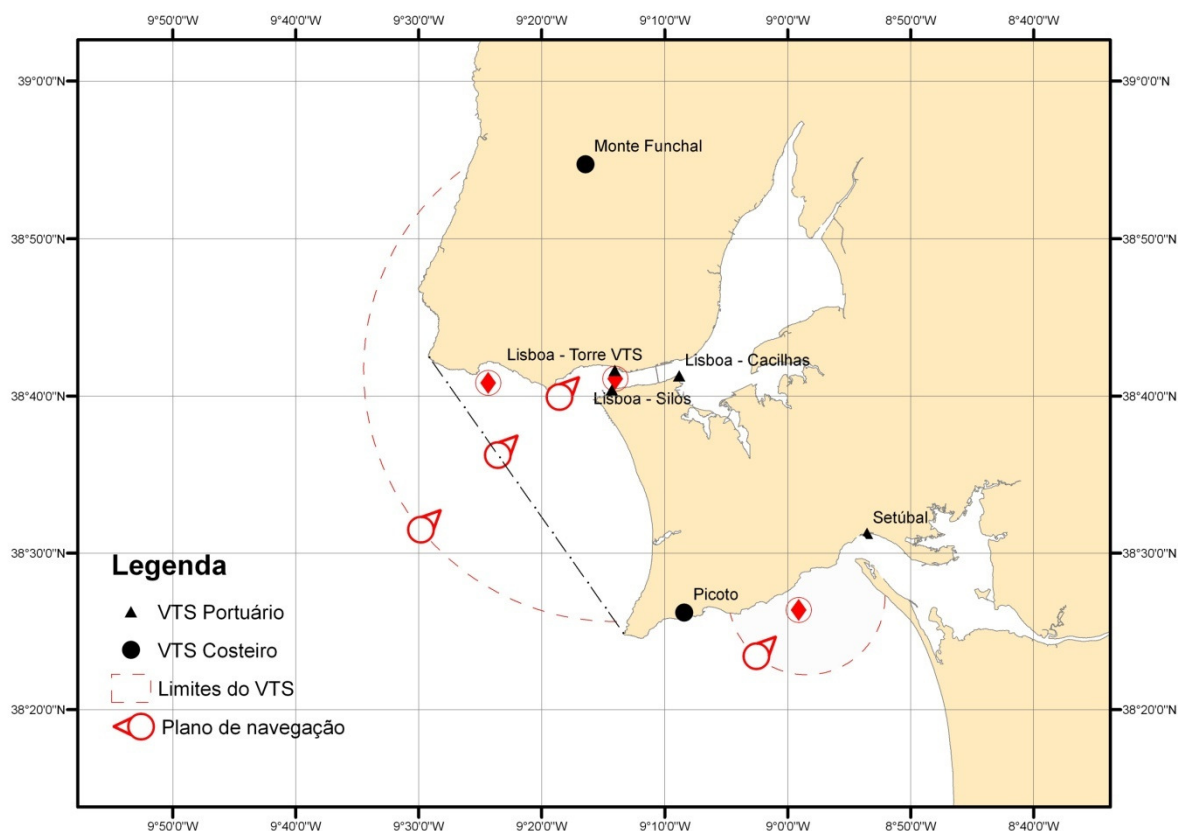 9°50'0"W 9°40'0"W 9°30'0"W 9°20'0"W 9°10'0"W 9°0'0"W 8°50'0"W 8°40'0"W
39°0'0"N 39°0'0"N
Monte Funchal
38°50'0"N 38°50'0"N
Lisboa - Torre VTS
Lisboa - Cacilhas
38°40'0"N 38°40'0"N
Lisboa - Silos
Setúbal
38°30'0"N 38°30'0"N
Legenda
Picoto
VTS Portuário
VTS Costeiro
Limites do VTS
38°20'0"N 38°20'0"N
Plano de navegação
9°50'0"W 9°40'0"W 9°30'0"W 9°20'0"W 9°10'0"W 9°0'0"W 8°50'0"W 8°40'0"W